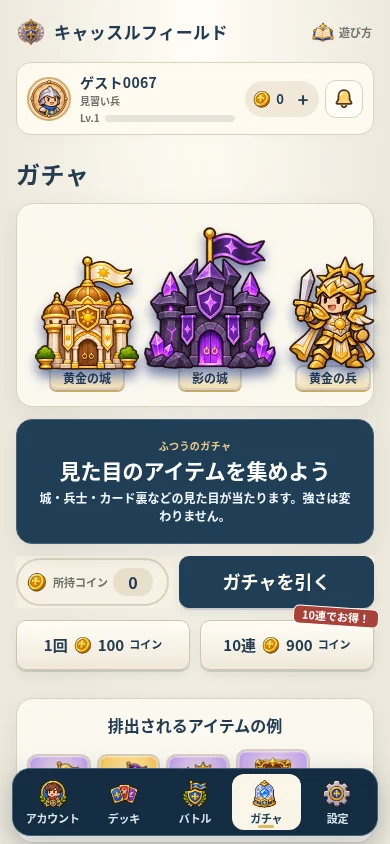 キャッスルフィールド
遊び方
ゲスト0067
見習い兵
Lv.1
0 +
ガチャ
黄金の城
影の城
黄金の兵
ふつうのガチャ
見た目のアイテムを集めよう
城・兵士・カード裏などの見た目が当たります。強さは変
わりません。
所持コイン 0
ガチャを引く
10連でお得！
1回 100 コイン
10連 900 コイン
排出されるアイテムの例
アカウント
デッキ
バトル
ガチャ
設定